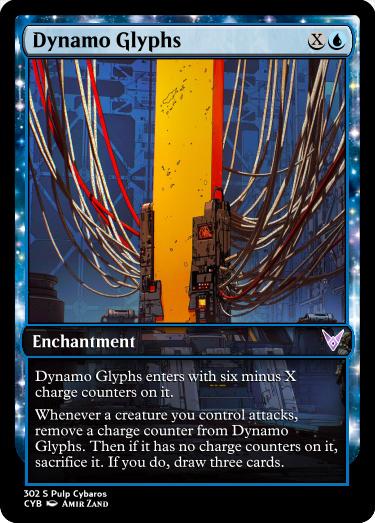 Dynamo Glyphs X
Enchantment
Dynamo Glyphs enters with six minus X
charge counters on it.
Whenever a creature you control attacks,
remove a charge counter from Dynamo
Glyphs. Then if it has no charge counters on it,
sacrifice it. If you do, draw three cards.
302 S Pulp Cybaros
CYB Amir Zand